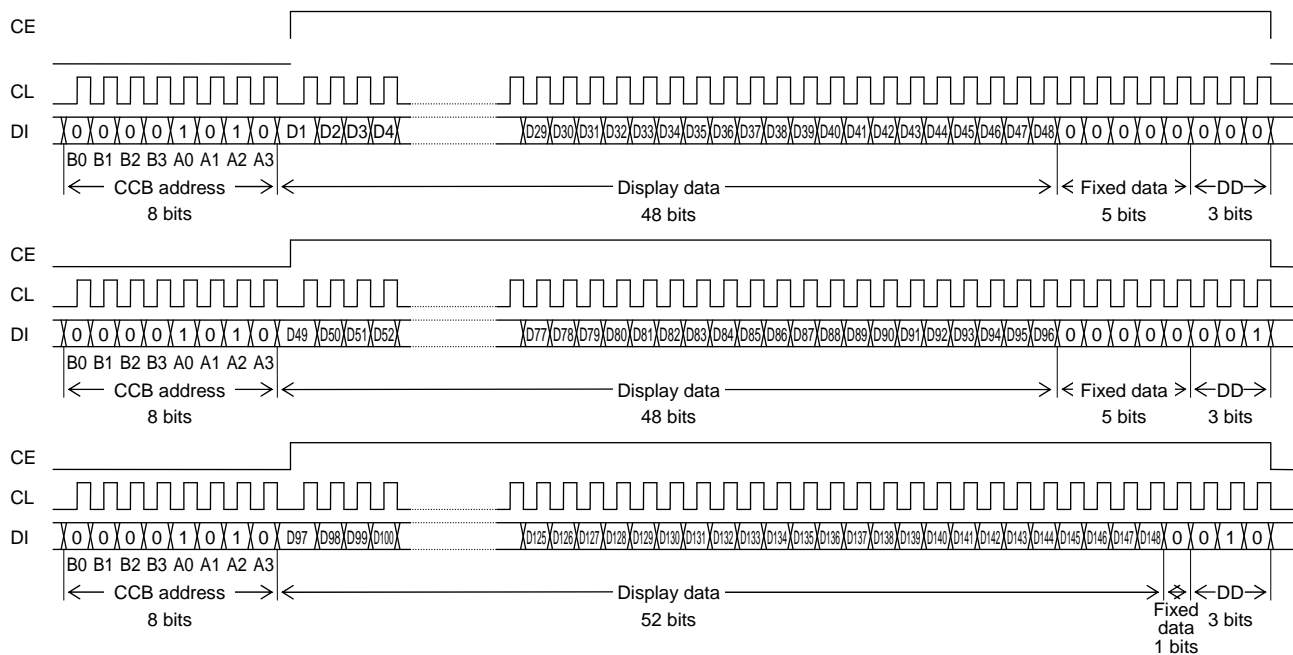 CE
CL
DI 0 0 0 0 1 0 1 0 D1 D2 D3 D4 D29 D30 D31 D32 D33 D34 D35 D36 D37 D38 D39 D40 D41 D42 D43 D44 D45 D46 D47 D48 0 0 0 0 0 0 0 0
B0 B1 B2 B3 A0 A1 A2 A3
CCB address Display data Fixed data DD
8 bits 48 bits 5 bits 3 bits
CE
CL
DI 0 0 0 0 1 0 1 0 D49 D50 D51 D52 D77 D78 D79 D80 D81 D82 D83 D84 D85 D86 D87 D88 D89 D90 D91 D92 D93 D94 D95 D96 0 0 0 0 0 0 0 1
B0 B1 B2 B3 A0 A1 A2 A3
CCB address Display data Fixed data DD
8 bits 48 bits 5 bits 3 bits
CE
CL
DI 0 0 0 0 1 0 1 0 D97 D98 D99 D100 D125 D126 D127 D128 D129 D130 D131 D132 D133 D134 D135 D136 D137 D138 D139 D140 D141 D142 D143 D144 D145 D146 D147 D148 0 0 1 0
B0 B1 B2 B3 A0 A1 A2 A3
CCB address Display data DD
8 bits 52 bits 3 bits
Fixed
data
1 bits